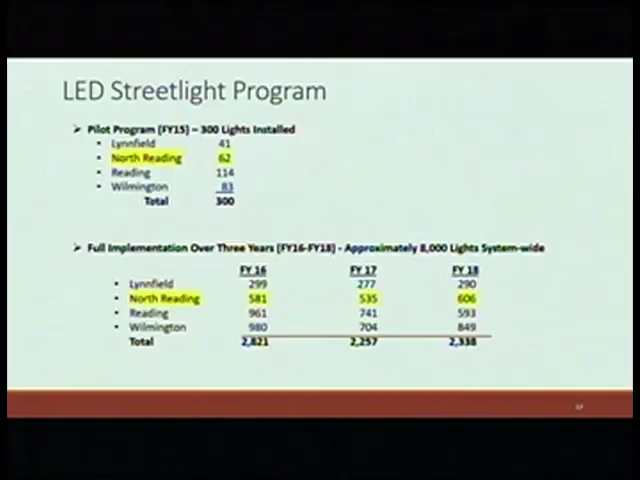 LED Streetlight Program
➢ Pilot Program (FY15) – 300 Lights Installed
• Lynnfield 41
• North Reading 62
• Reading 114
• Wilmington 83
Total 300
➢ Full Implementation Over Three Years (FY16-FY18) - Approximately 8,000 Lights System-wide
FY 16 FY 17 FY 18
• Lynnfield 299 277 290
• North Reading 581 535 606
• Reading 961 741 593
• Wilmington 980 704 849
Total 2,821 2,257 2,338